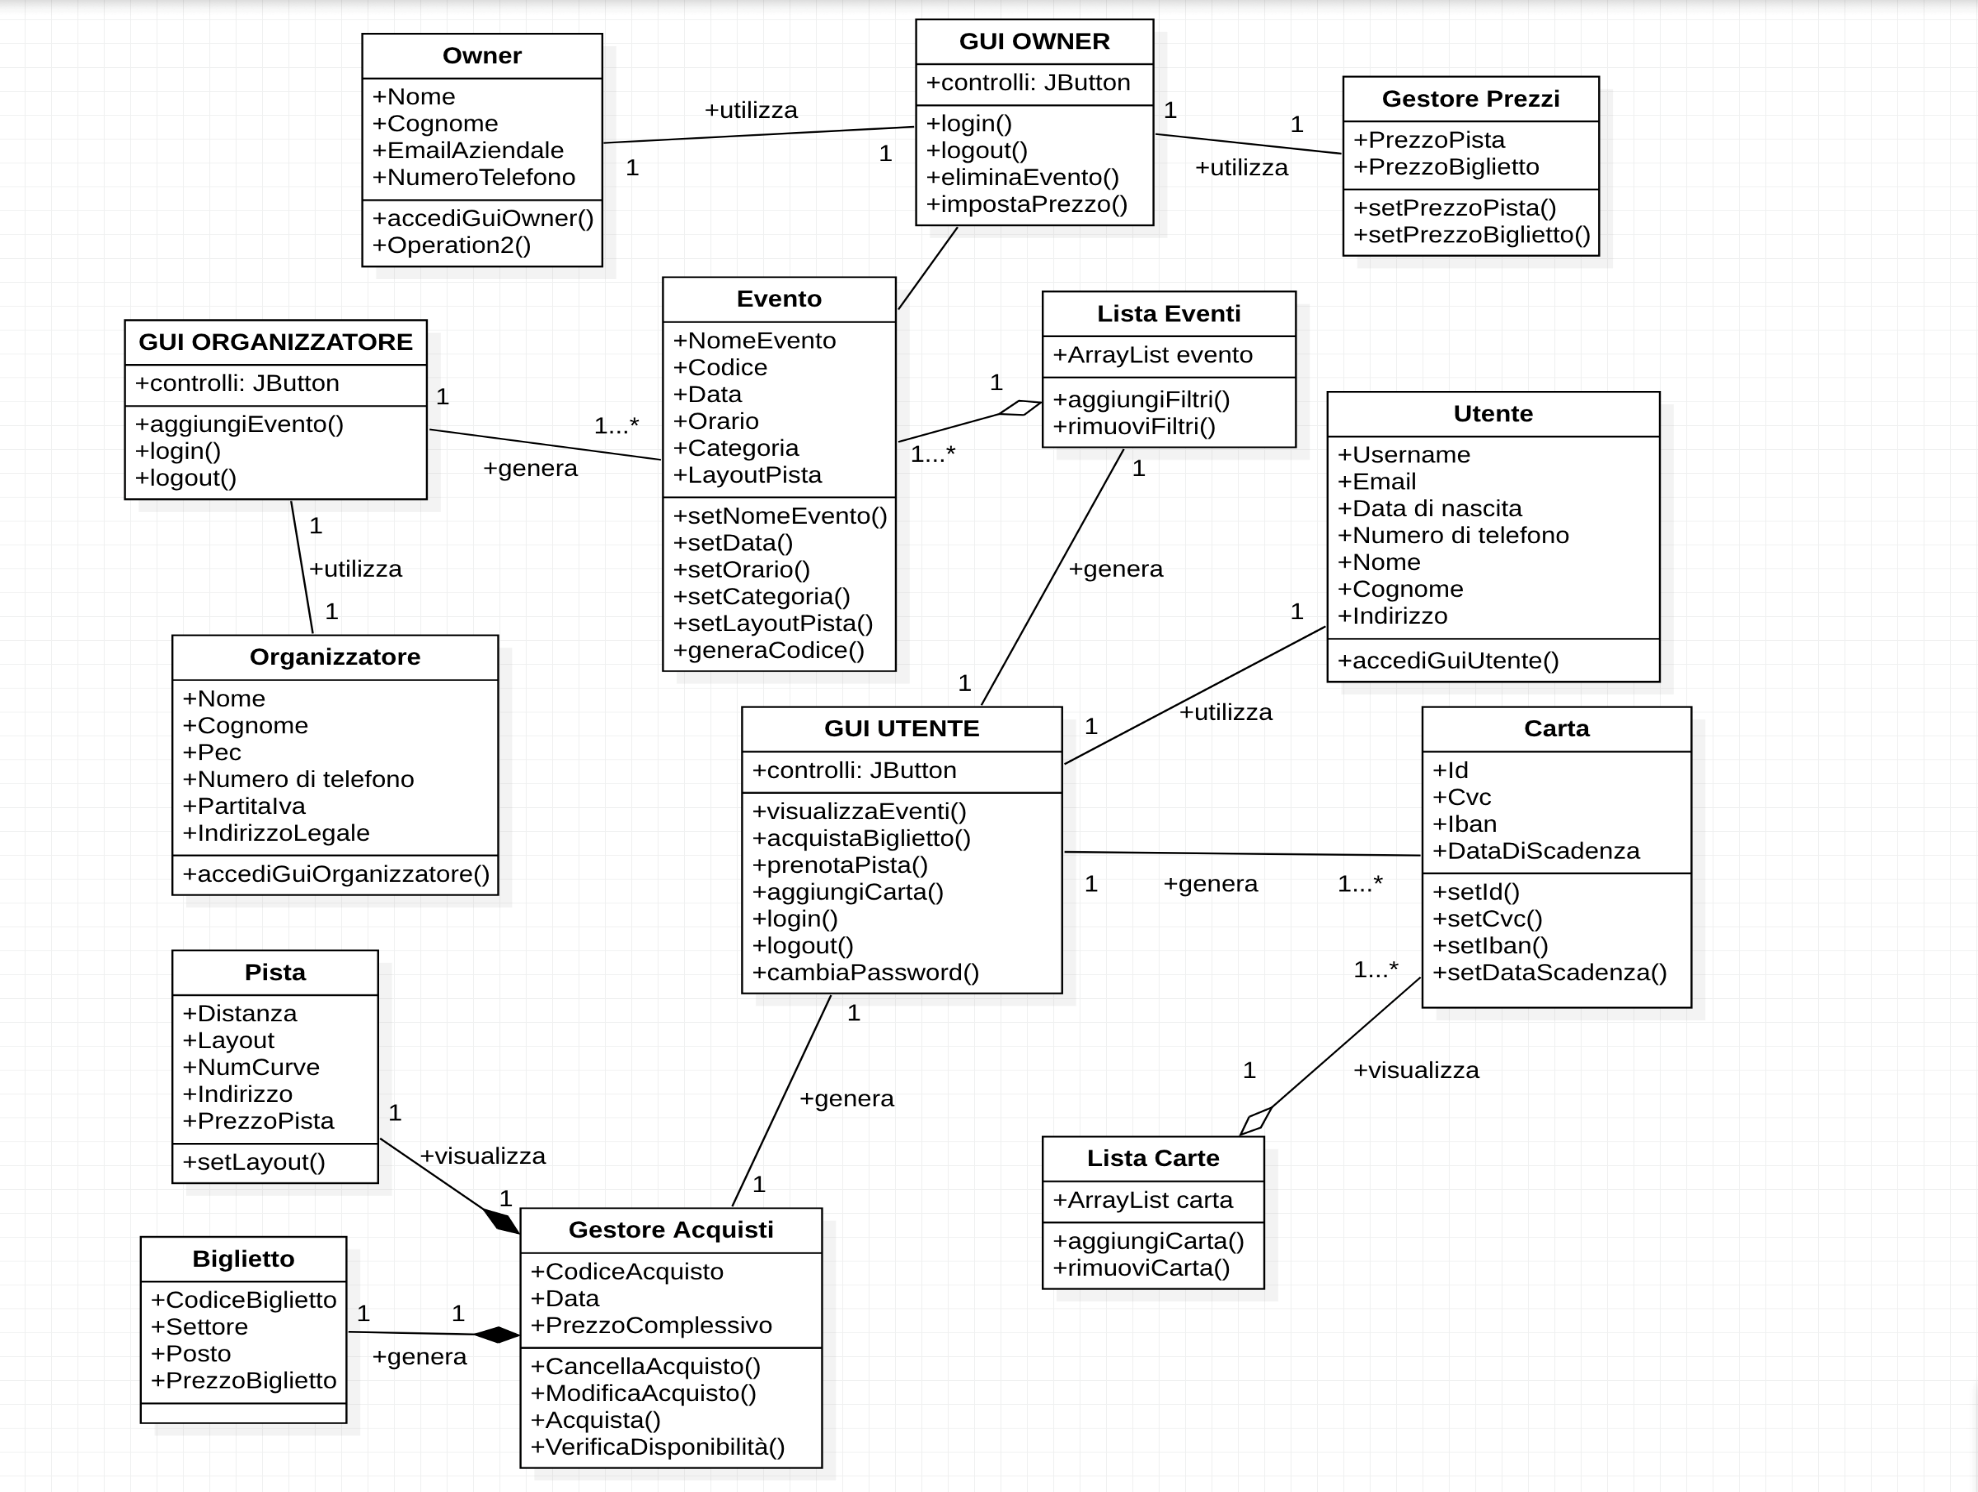 Owner
+Nome
+Cognome
+EmailAziendale
+NumeroTelefono
+accediGuiOwner()
+Operation2()
+utilizza
1
1
GUI OWNER
+controlli: JButton
+login()
+logout()
+eliminaEvento()
+impostaPrezzo()
1
1
+utilizza
Gestore Prezzi
+PrezzoPista
+PrezzoBiglietto
+setPrezzoPista()
+setPrezzoBiglietto()
GUI ORGANIZZATORE
+controlli: JButton
+aggiungiEvento()
+login()
+logout()
1
1...*
+genera
Evento
+NomeEvento
+Codice
+Data
+Orario
+Categoria
+LayoutPista
+setNomeEvento()
+setData()
+setOrario()
+setCategoria()
+setLayoutPista()
+generaCodice()
1
1...*
Lista Eventi
+ArrayList evento
+aggiungiFiltri()
+rimuoviFiltri()
1
+genera
1
Utente
+Username
+Email
+Data di nascita
+Numero di telefono
+Nome
+Cognome
+Indirizzo
+accediGuiUtente()
1
+utilizza
1
1
+utilizza
1
Organizzatore
+Nome
+Cognome
+Pec
+Numero di telefono
+PartitaIva
+IndirizzoLegale
+accediGuiOrganizzatore()
GUI UTENTE
+controlli: JButton
+visualizzaEventi()
+acquistaBiglietto()
+prenotaPista()
+aggiungiCarta()
+login()
+logout()
+cambiaPassword()
1
+genera
1...*
Carta
+Id
+Cvc
+Iban
+DataDiScadenza
+setId()
+setCvc()
+setIban()
+setDataScadenza()
1...*
+visualizza
1
Lista Carte
+ArrayList carta
+aggiungiCarta()
+rimuoviCarta()
Pista
+Distanza
+Layout
+NumCurve
+Indirizzo
+PrezzoPista
+setLayout()
1
+visualizza
1
1
+genera
1
Biglietto
+CodiceBiglietto
+Settore
+Posto
+PrezzoBiglietto
1
1
+genera
Gestore Acquisti
+CodiceAcquisto
+Data
+PrezzoComplessivo
+CancellaAcquisto()
+ModificaAcquisto()
+Acquista()
+VerificaDisponibilità()